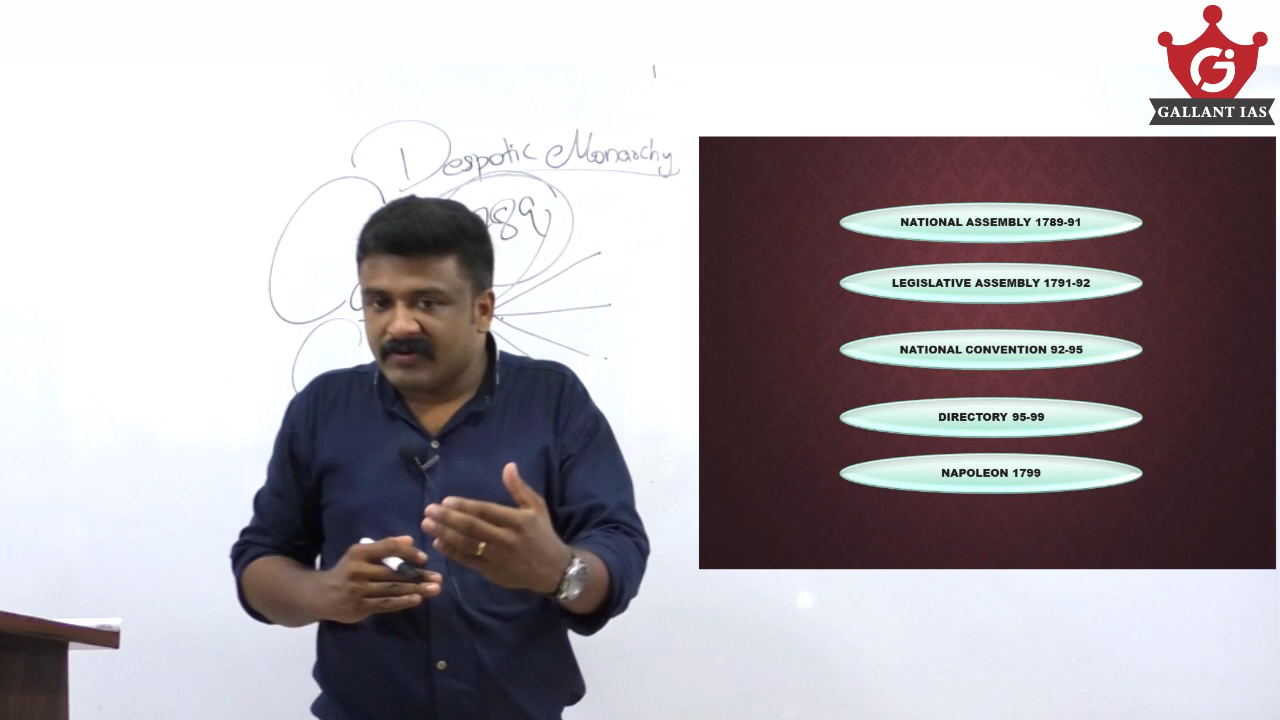 GALLANT IAS
Despotic Monarchy
NATIONAL ASSEMBLY 1789-91
LEGISLATIVE ASSEMBLY 1791-92
NATIONAL CONVENTION 92-95
DIRECTORY 95-99
NAPOLEON 1799